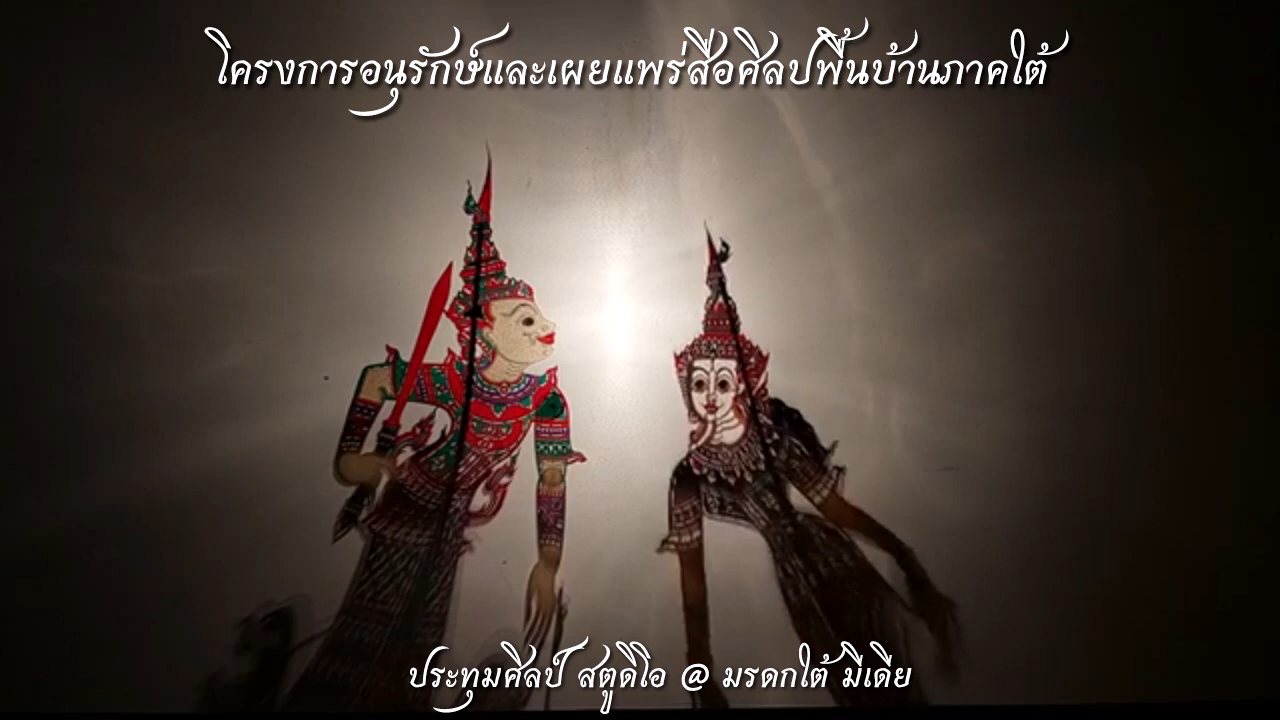 โครงการอนุรักษ์และเผยแพร่สื่อศิลปพื้นบ้านภาคใต้
ประทุมศิลป์ สตูดิโอ @ มรดกใต้ มีเดีย